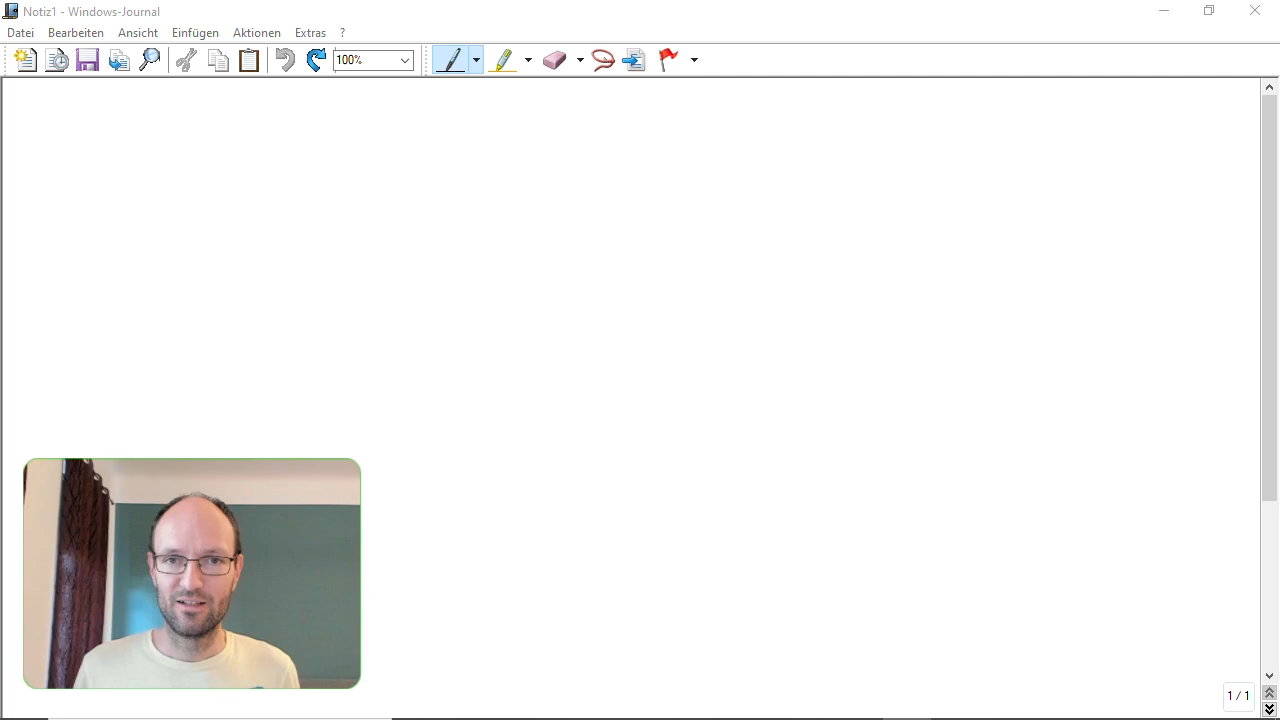 Notiz1 - Windows-Journal
Datei Bearbeiten Ansicht Einfügen Aktionen Extras ?
100%
1 / 1